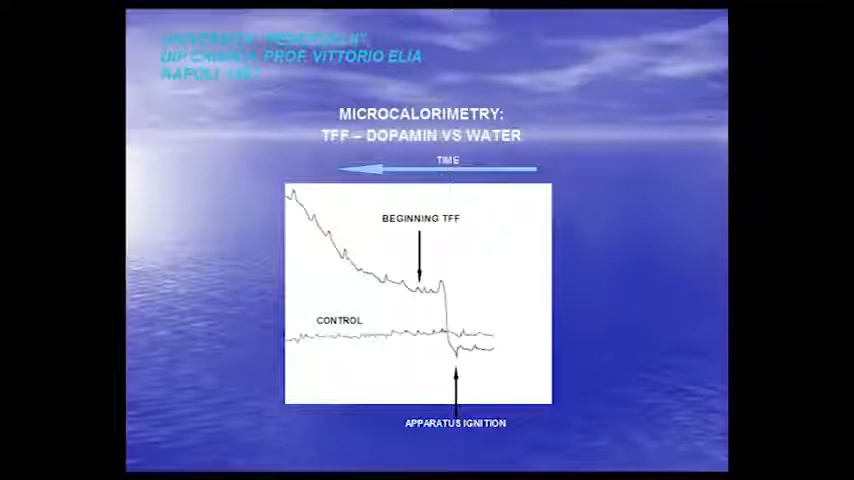 UNIVERSITA' "FEDERICO II",
DIP CHIMICA, PROF. VITTORIO ELIA
NAPOLI
MICROCALORIMETRY:
TFF – DOPAMIN VS WATER
TIME
BEGINNING TFF
CONTROL
APPARATUS IGNITION